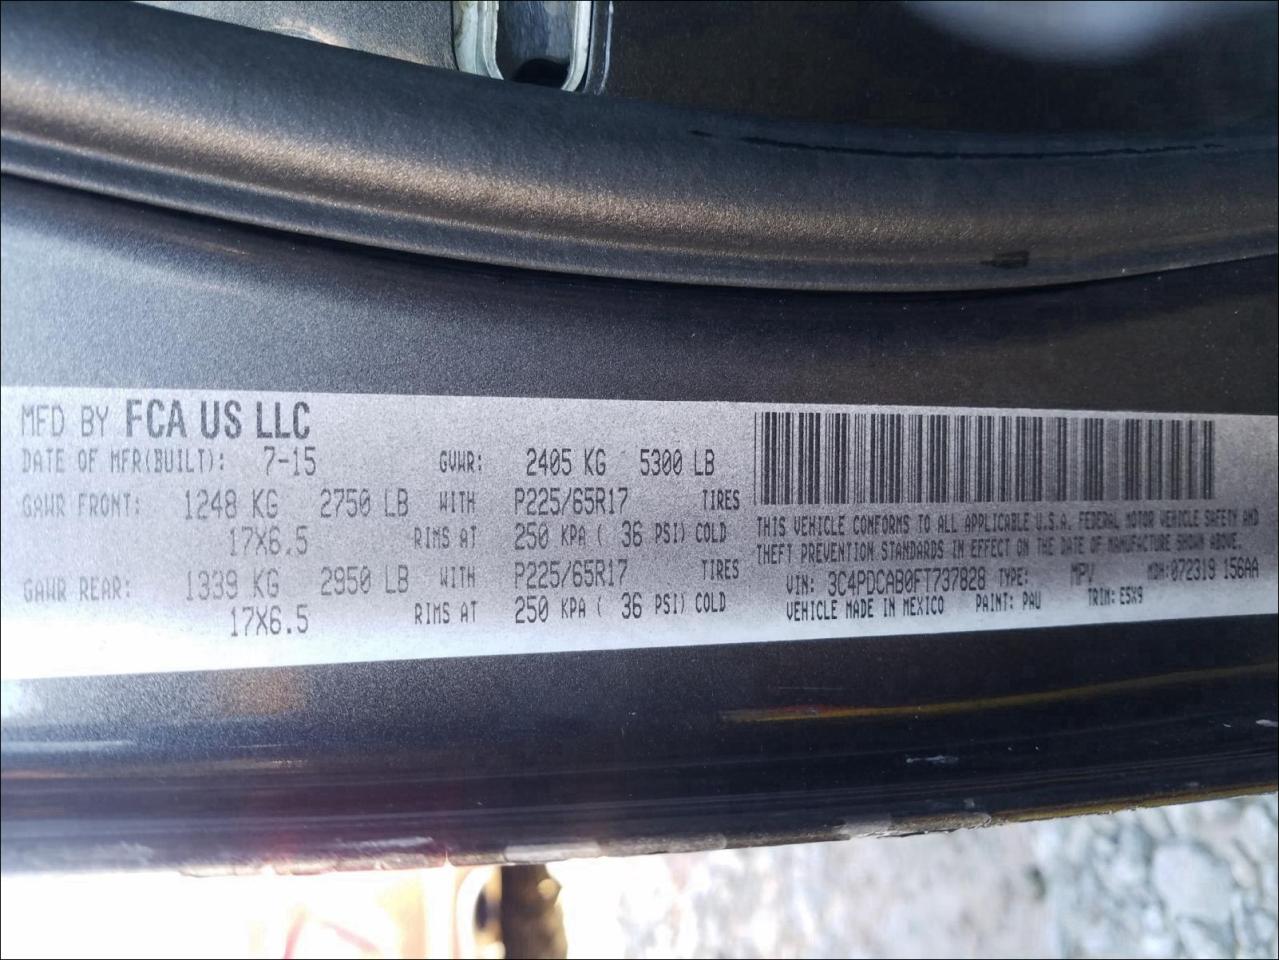 MFD BY FCA US LLC
DATE OF MFR(BUILT): 7-15 GVWR: 2405 KG 5300 LB
GAWR FRONT: 1248 KG 2750 LB WITH P225/65R17 TIRES
17X6.5 RIMS AT 250 KPA ( 36 PSI) COLD
GAWR REAR: 1339 KG 2950 LB WITH P225/65R17 TIRES
17X6.5 RIMS AT 250 KPA ( 36 PSI) COLD
THIS VEHICLE CONFORMS TO ALL APPLICABLE U.S.A. FEDERAL MOTOR VEHICLE SAFETY AND
THEFT PREVENTION STANDARDS IN EFFECT ON THE DATE OF MANUFACTURE SHOWN ABOVE.
VIN: 3C4PDCAB0FT737828 TYPE: MPV MDH: 072319 156AA
VEHICLE MADE IN MEXICO PAINT: PAU TRIM: E5X9